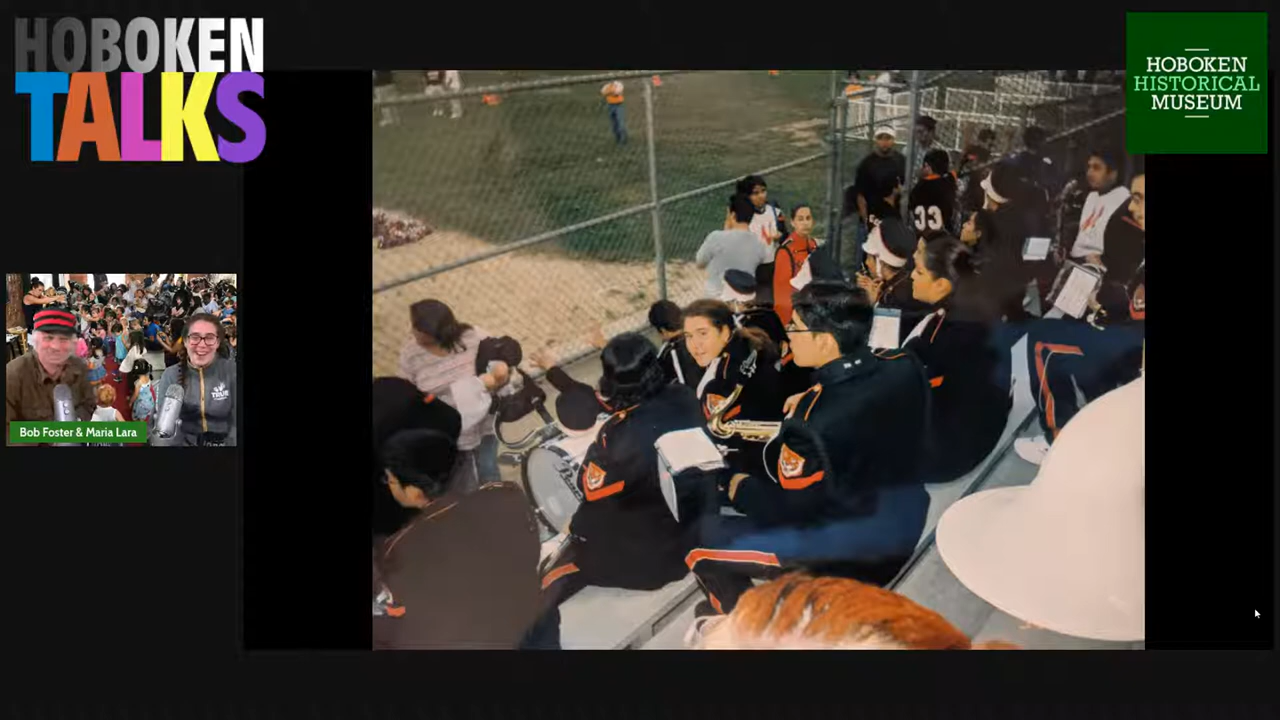 HOBOKEN
TALKS
HOBOKEN
HISTORICAL
MUSEUM
33
Bob Foster & Maria Lara